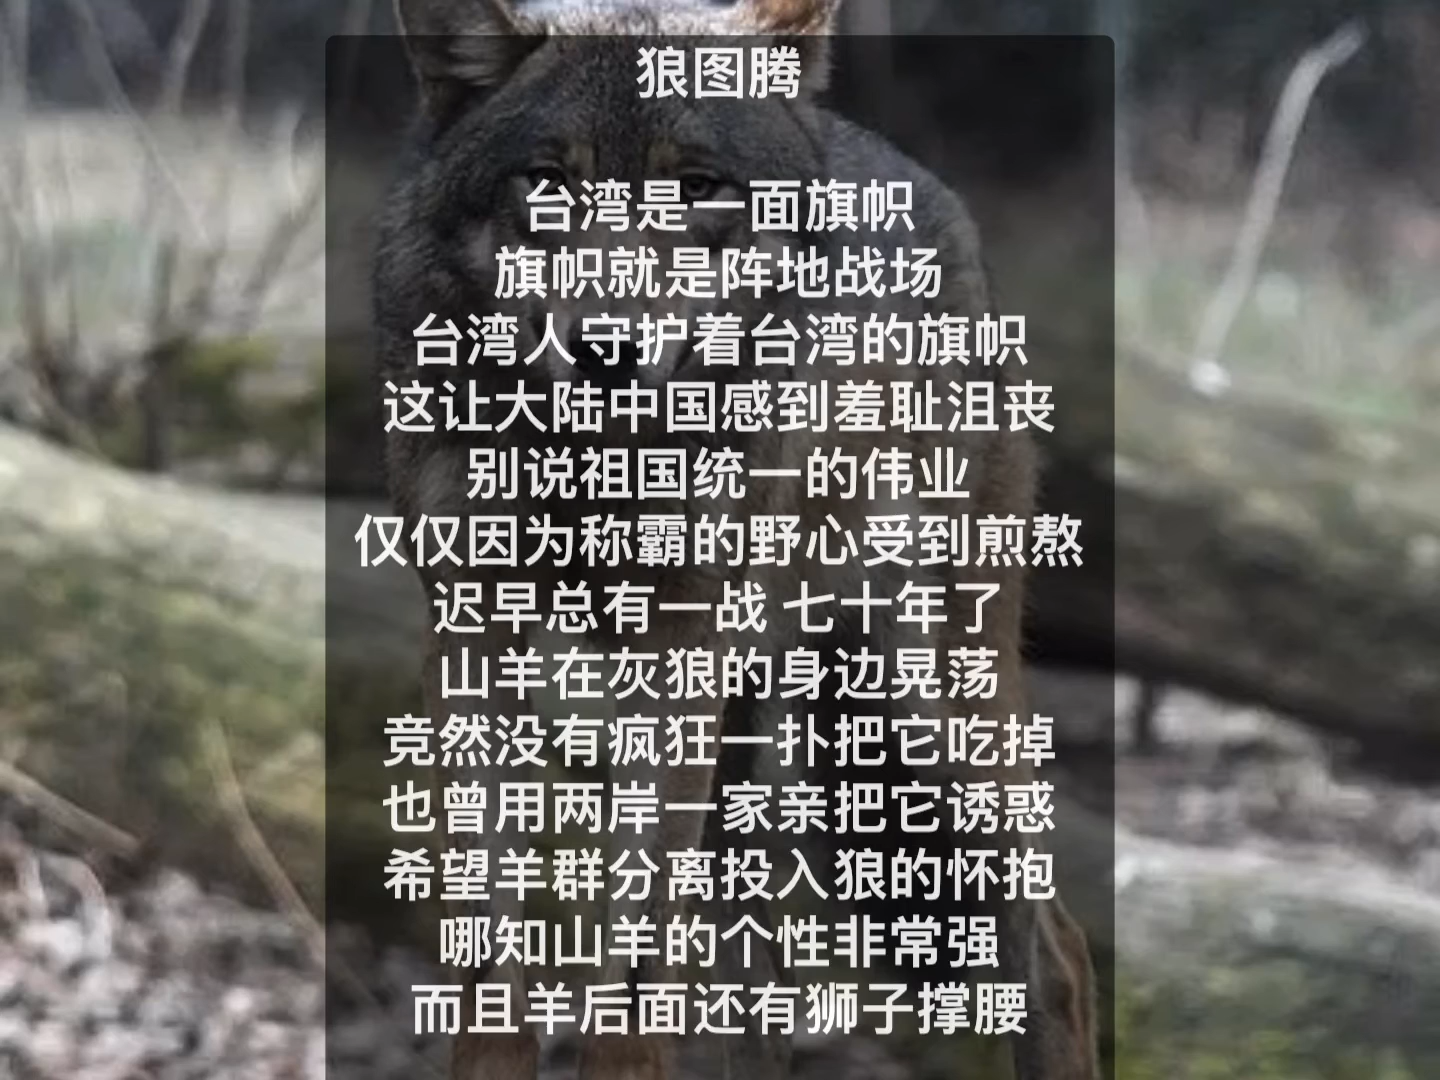 狼图腾
台湾是一面旗帜
旗帜就是阵地战场
台湾人守护着台湾的旗帜
这让大陆中国感到羞耻沮丧
别说祖国统一的伟业
仅仅因为称霸的野心受到煎熬
迟早总有一战 七十年了
山羊在灰狼的身边晃荡
竟然没有疯狂一扑把它吃掉
也曾用两岸一家亲把它诱惑
希望羊群分离投入狼的怀抱
哪知山羊的个性非常强
而且羊后面还有狮子撑腰